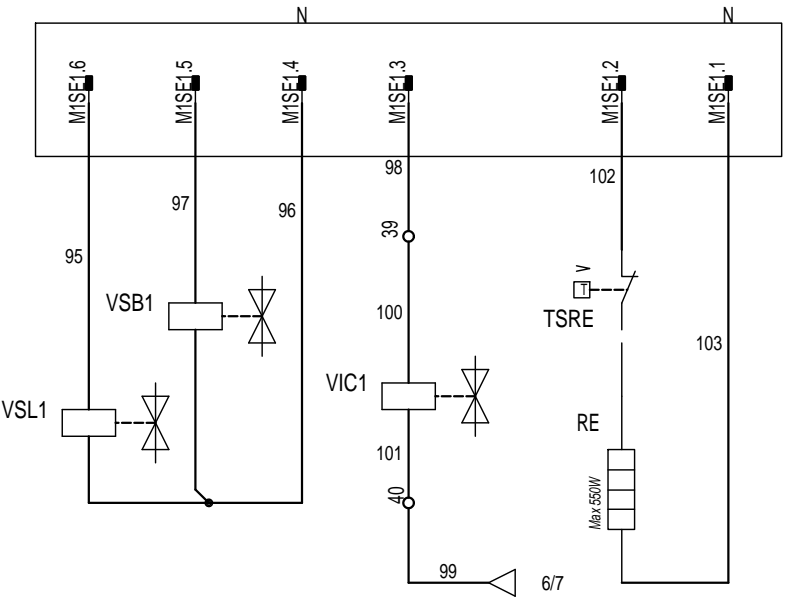 N
N
M1SE1.6
M1SE1.5
M1SE1.4
M1SE1.3
M1SE1.2
M1SE1.1
98
102
97
96
39
95
V
T
VSB1
100
TSRE
103
VIC1
VSL1
RE
101
Max 550W
40
99
6/7